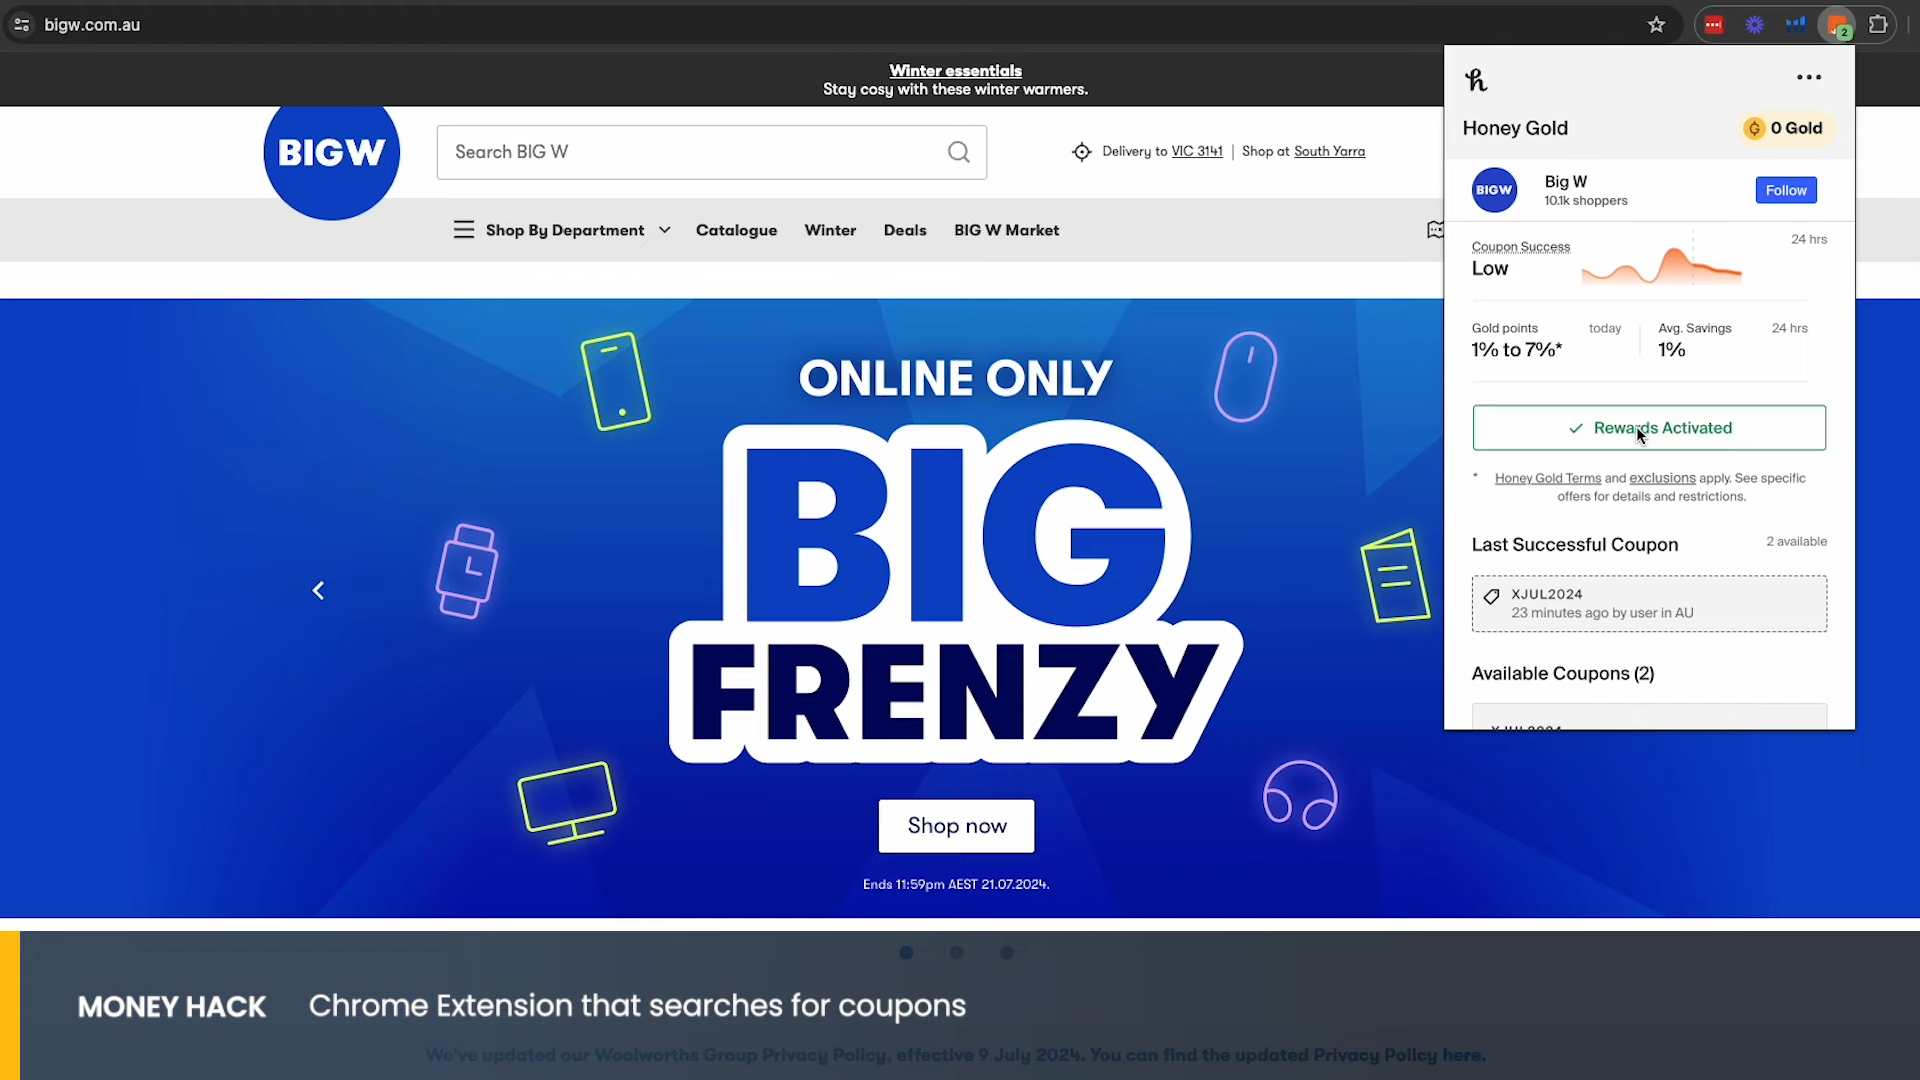 bigw.com.au
2
Winter essentials
Stay cosy with these winter warmers.
BIG W
Search BIG W
Delivery to VIC 3141 | Shop at South Yarra
Shop By Department
Catalogue
Winter
Deals
BIG W Market
ONLINE ONLY
BIG
FRENZY
Shop now
Ends 11:59pm AEST 21.07.2024.
h
Honey Gold
0 Gold
BIG W
Big W
10.1k shoppers
Follow
Coupon Success
24 hrs
Low
Gold points today
1% to 7%*
Avg. Savings 24 hrs
1%
Rewards Activated
* Honey Gold Terms and exclusions apply. See specific
offers for details and restrictions.
Last Successful Coupon
2 available
XJUL2024
23 minutes ago by user in AU
Available Coupons (2)
XJUL2024
MONEY HACK Chrome Extension that searches for coupons
We've updated our Woolworths Group Privacy Policy, effective 9 July 2024. You can find the updated Privacy Policy here.